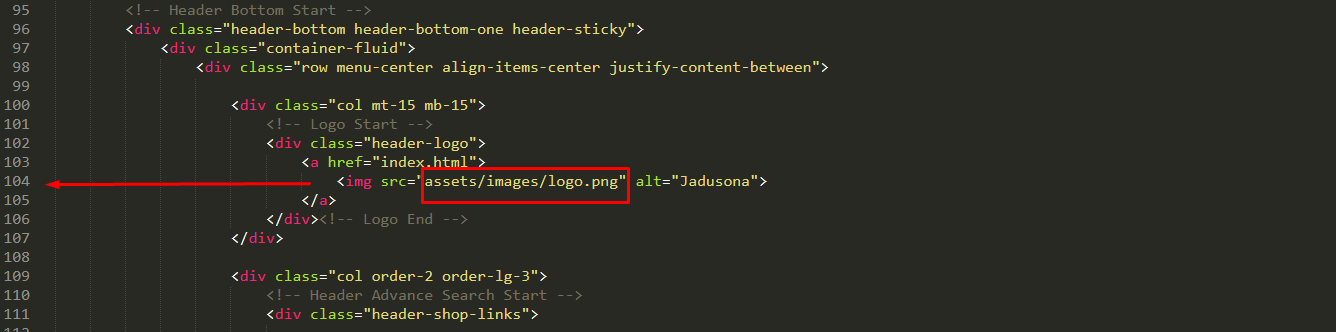 95 <!-- Header Bottom Start -->
96 <div class="header-bottom header-bottom-one header-sticky">
97 <div class="container-fluid">
98 <div class="row menu-center align-items-center justify-content-between">
99
100 <div class="col mt-15 mb-15">
101 <!-- Logo Start -->
102 <div class="header-logo">
103 <a href="index.html">
104 <img src="assets/images/logo.png" alt="Jadusona">
105 </a>
106 </div><!-- Logo End -->
107 </div>
108
109 <div class="col order-2 order-lg-3">
110 <!-- Header Advance Search Start -->
111 <div class="header-shop-links">